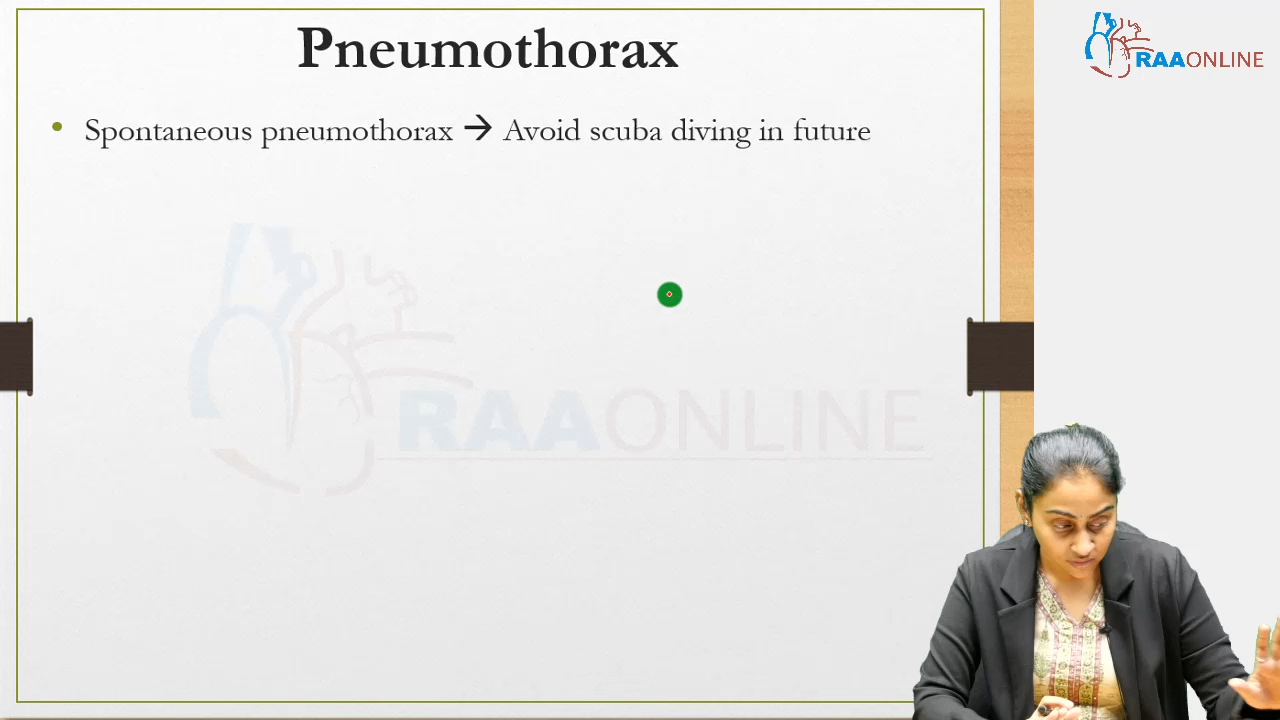 Pneumothorax
RAAONLINE
• Spontaneous pneumothorax → Avoid scuba diving in future
RAAONLINE